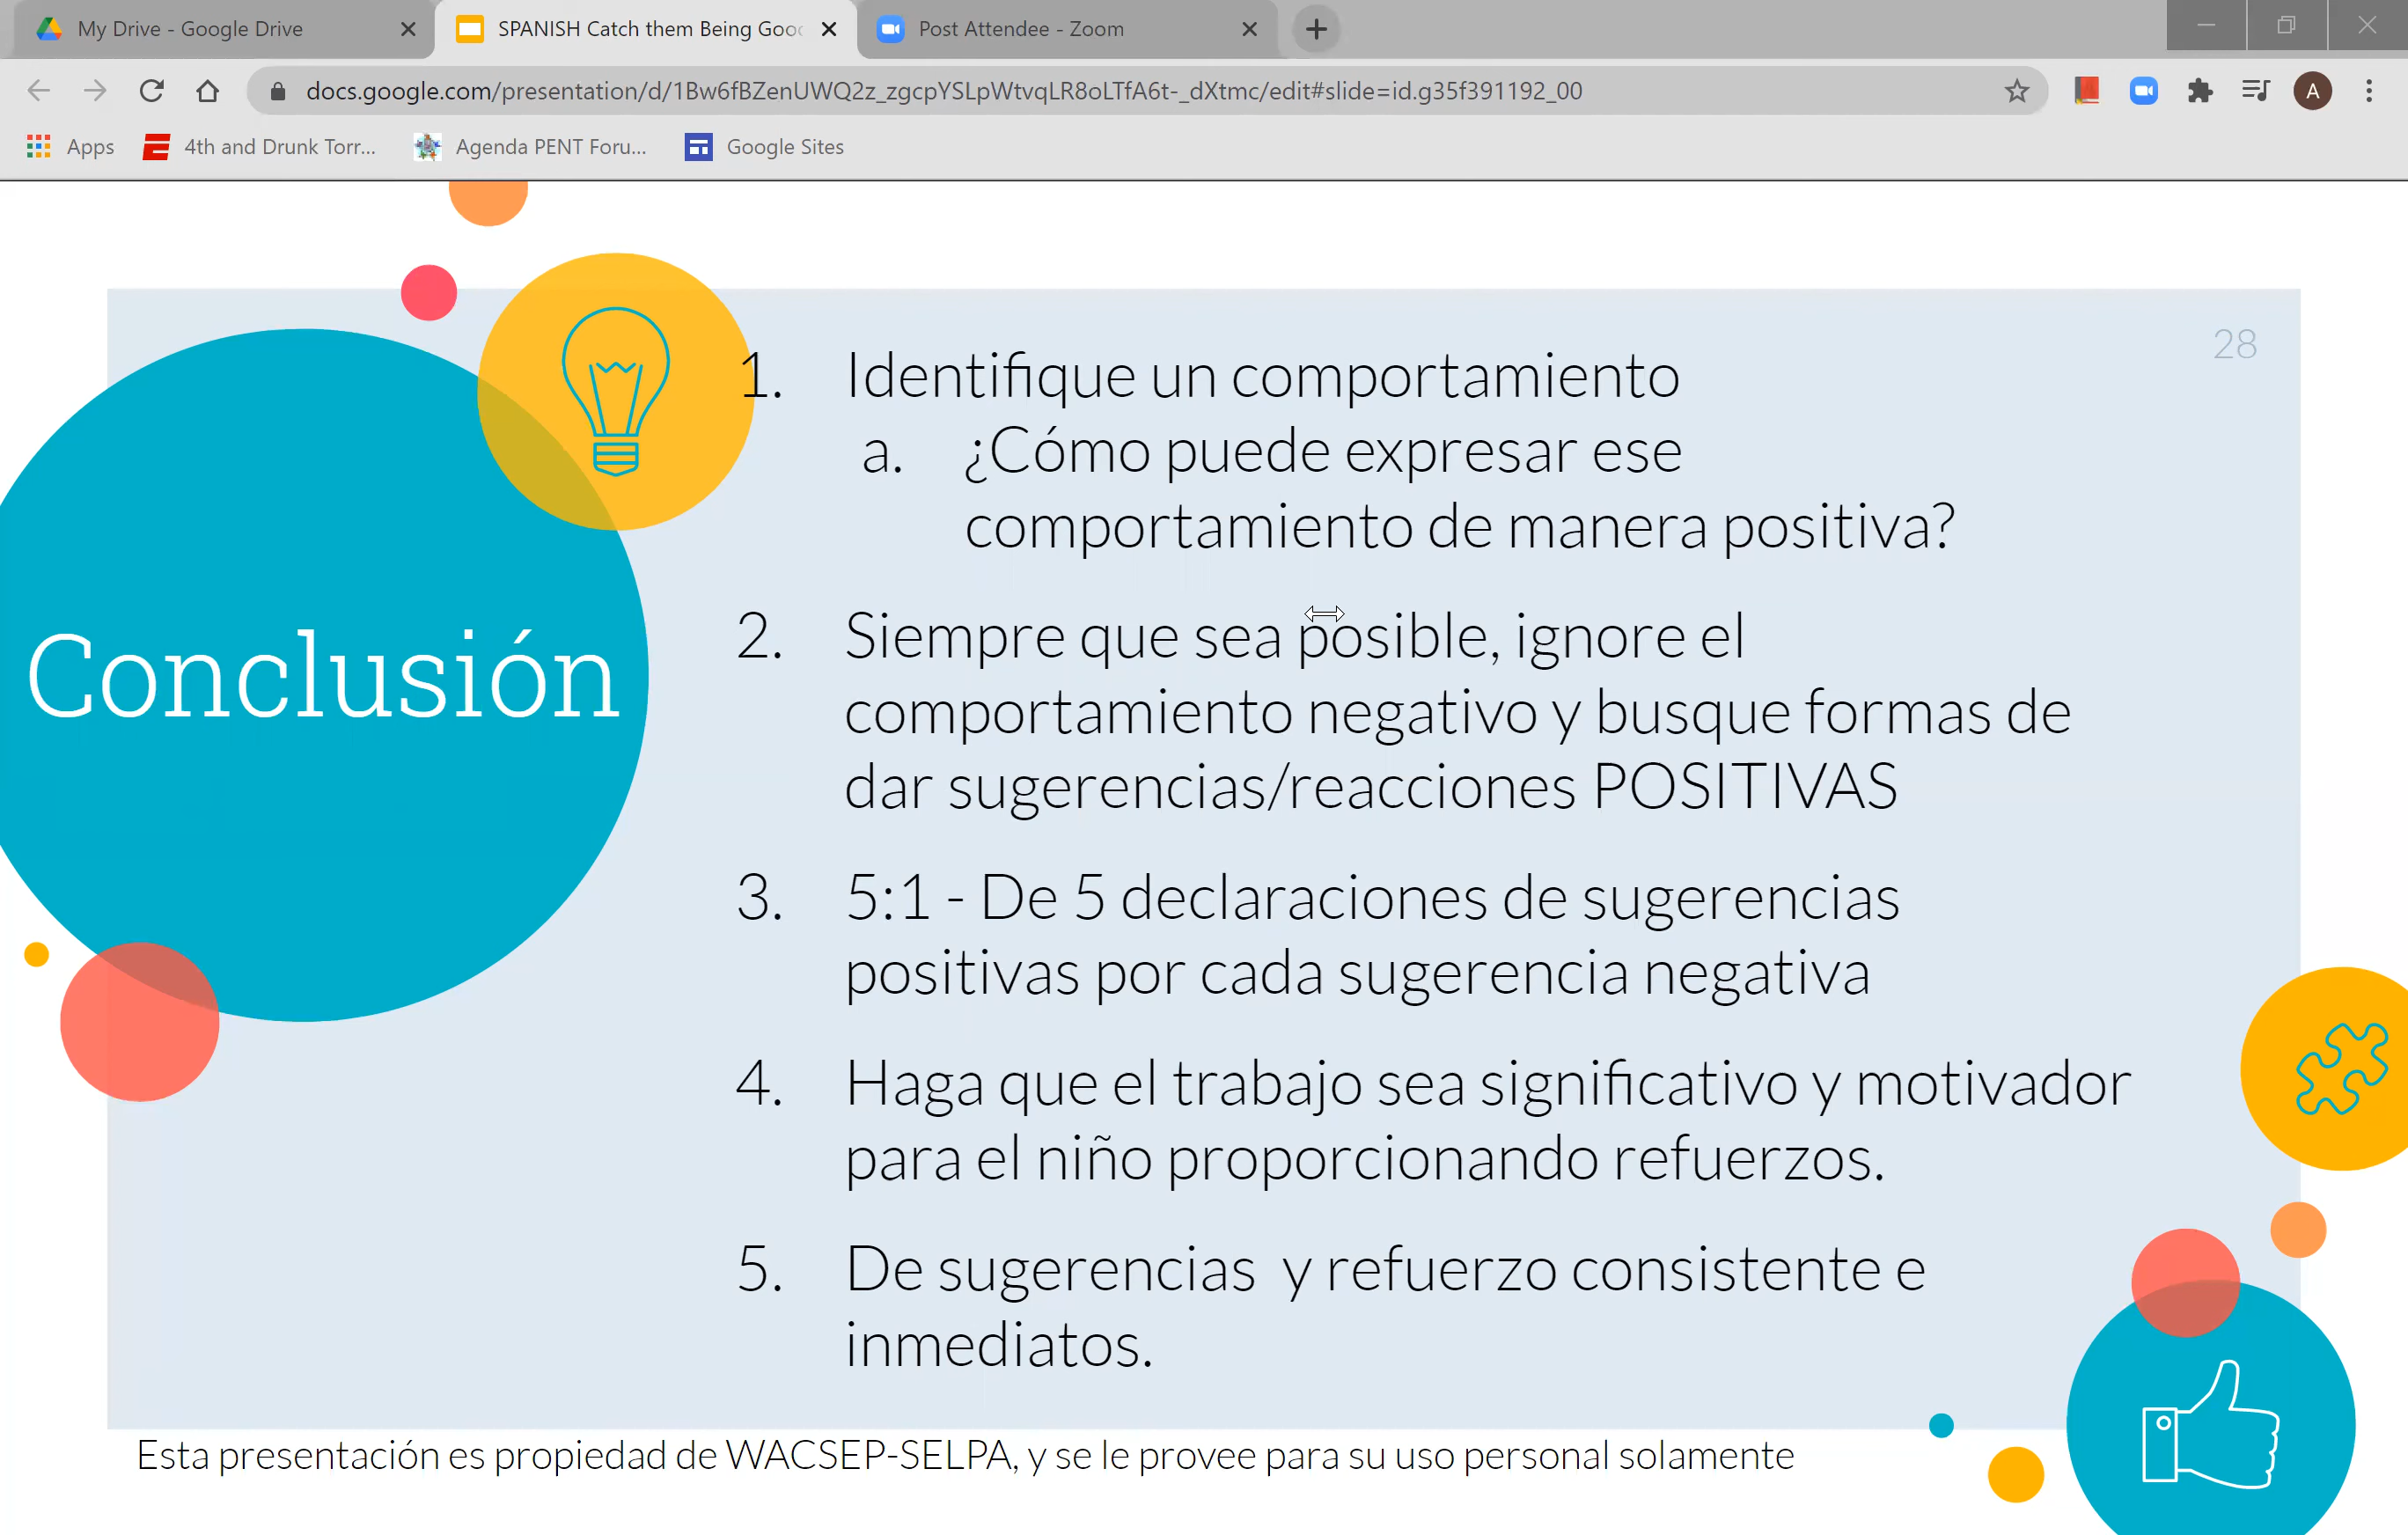 My Drive - Google Drive
SPANISH Catch them Being Goo
Post Attendee - Zoom
docs.google.com/presentation/d/1Bw6fBZenUWQ2z_zgcpYSLpWtvqLR8oLTfA6t-_dXtmc/edit#slide=id.g35f391192_00
A
Apps
4th and Drunk Torr...
Agenda PENT Foru...
Google Sites
28
Conclusión
1. Identifique un comportamiento
a. ¿Cómo puede expresar ese
comportamiento de manera positiva?
2. Siempre que sea posible, ignore el
comportamiento negativo y busque formas de
dar sugerencias/reacciones POSITIVAS
3. 5:1 - De 5 declaraciones de sugerencias
positivas por cada sugerencia negativa
4. Haga que el trabajo sea significativo y motivador
para el niño proporcionando refuerzos.
5. De sugerencias  y refuerzo consistente e
inmediatos.
Esta presentación es propiedad de WACSEP-SELPA, y se le provee para su uso personal solamente